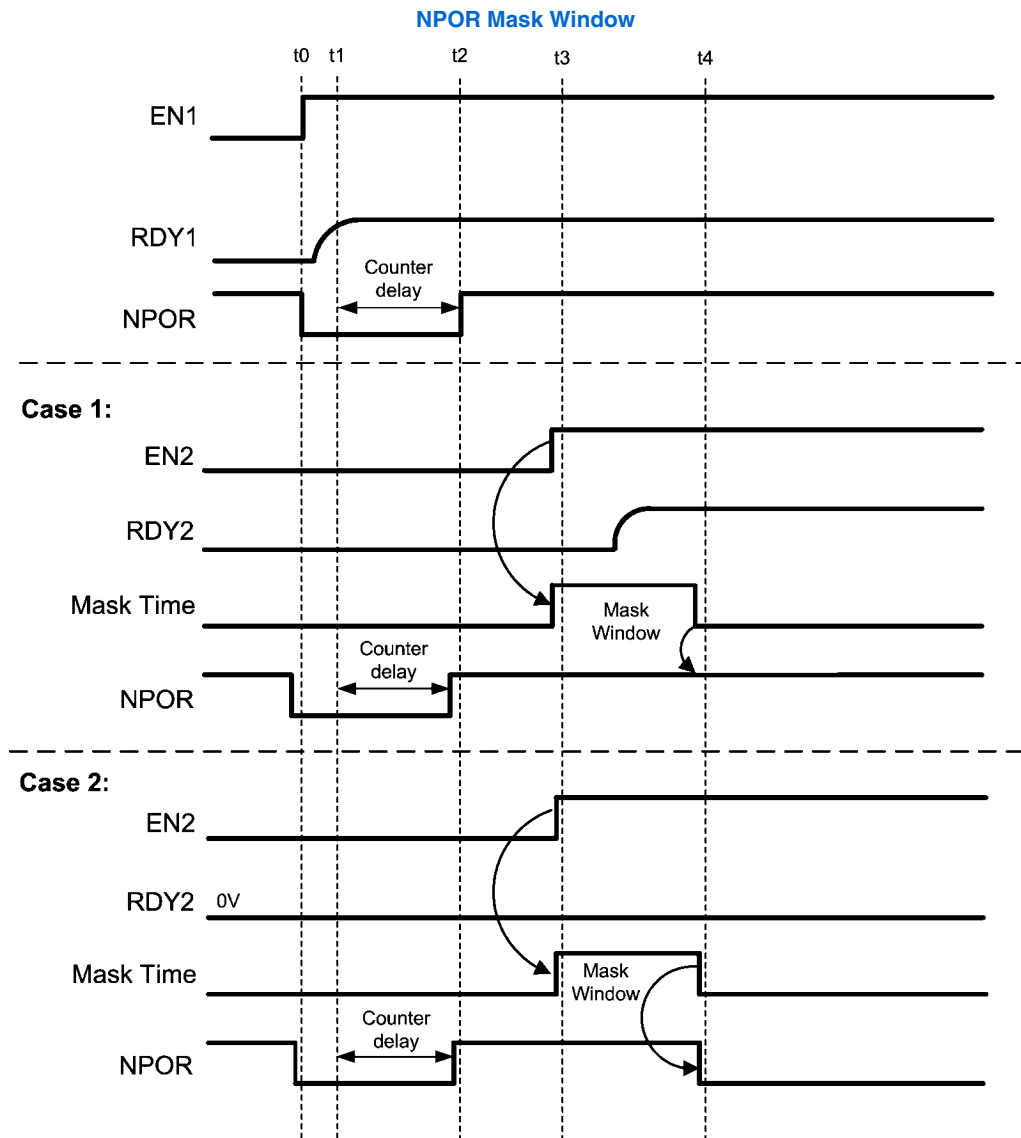 NPOR Mask Window
t0 t1 t2 t3 t4
EN1
RDY1
Counter
delay
NPOR
Case 1:
EN2
RDY2
Mask Time
Mask
Window
Counter
delay
NPOR
Case 2:
EN2
RDY2 0V
Mask Time
Mask
Window
Counter
delay
NPOR